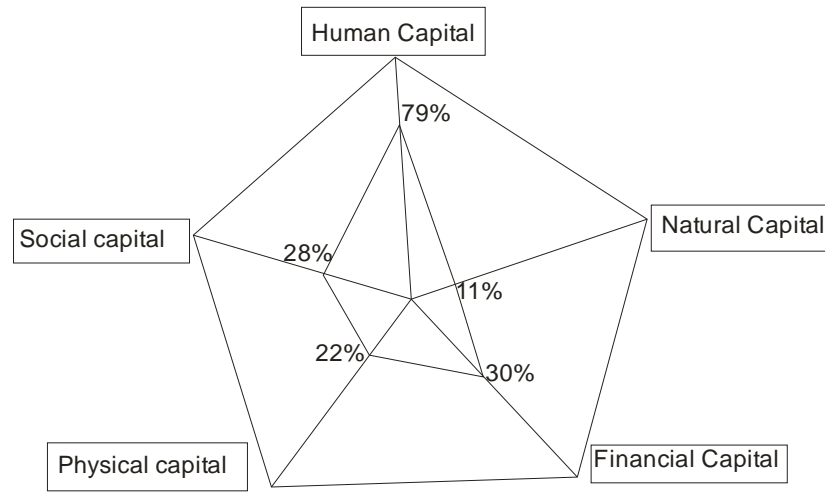 Human Capital
79%
Social capital
Natural Capital
28%
11%
22%
30%
Physical capital
Financial Capital